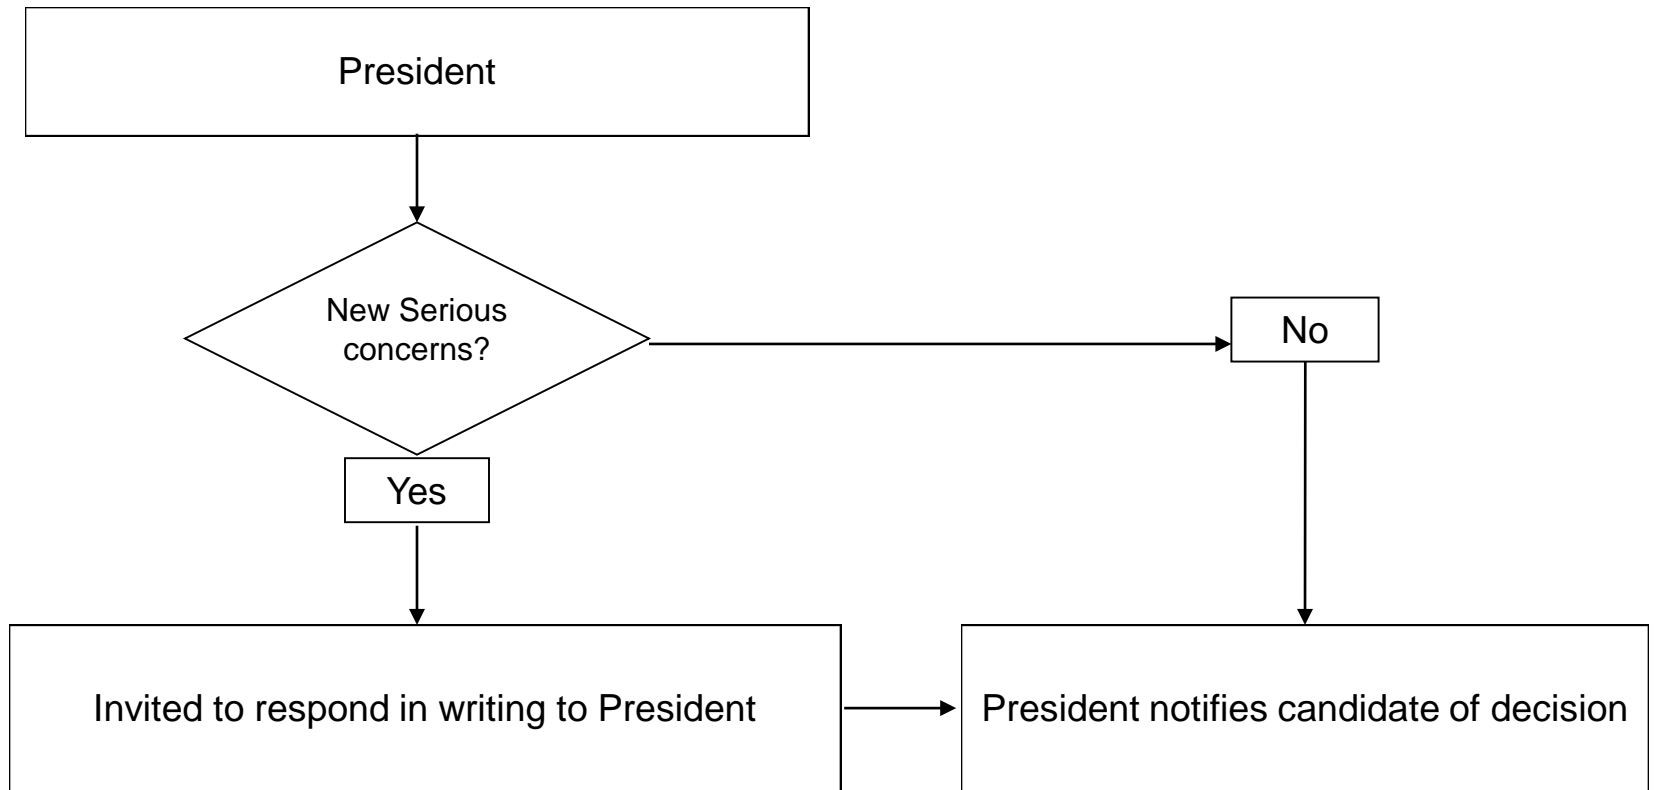 President
New Serious
concerns?
No
Yes
Invited to respond in writing to President
President notifies candidate of decision